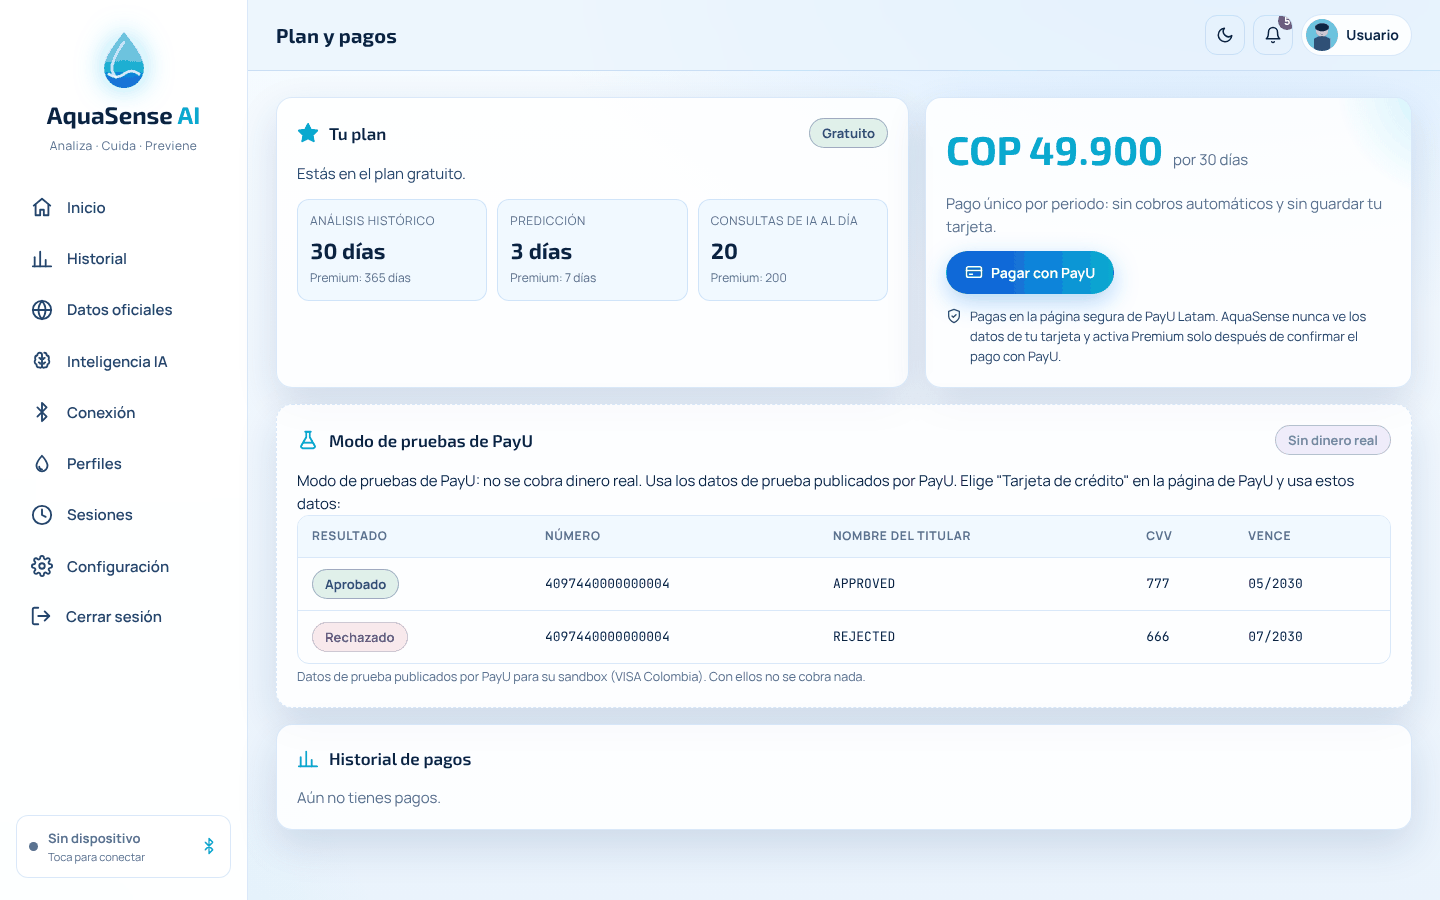 AquaSense AI
Analiza · Cuida · Previene
Inicio
Historial
Datos oficiales
Inteligencia IA
Conexión
Perfiles
Sesiones
Configuración
Cerrar sesión
Sin dispositivo
Toca para conectar
Plan y pagos
Usuario
Tu plan
Gratuito
Estás en el plan gratuito.
ANÁLISIS HISTÓRICO
30 días
Premium: 365 días
PREDICCIÓN
3 días
Premium: 7 días
CONSULTAS DE IA AL DÍA
20
Premium: 200
COP 49.900 por 30 días
Pago único por periodo: sin cobros automáticos y sin guardar tu
tarjeta.
Pagar con PayU
Pagas en la página segura de PayU Latam. AquaSense nunca ve los
datos de tu tarjeta y activa Premium solo después de confirmar el
pago con PayU.
Modo de pruebas de PayU
Sin dinero real
Modo de pruebas de PayU: no se cobra dinero real. Usa los datos de prueba publicados por PayU. Elige "Tarjeta de crédito" en la página de PayU y usa estos
datos:
RESULTADO NÚMERO NOMBRE DEL TITULAR CVV VENCE
Aprobado 4097440000000004 APPROVED 777 05/2030
Rechazado 4097440000000004 REJECTED 666 07/2030
Datos de prueba publicados por PayU para su sandbox (VISA Colombia). Con ellos no se cobra nada.
Historial de pagos
Aún no tienes pagos.